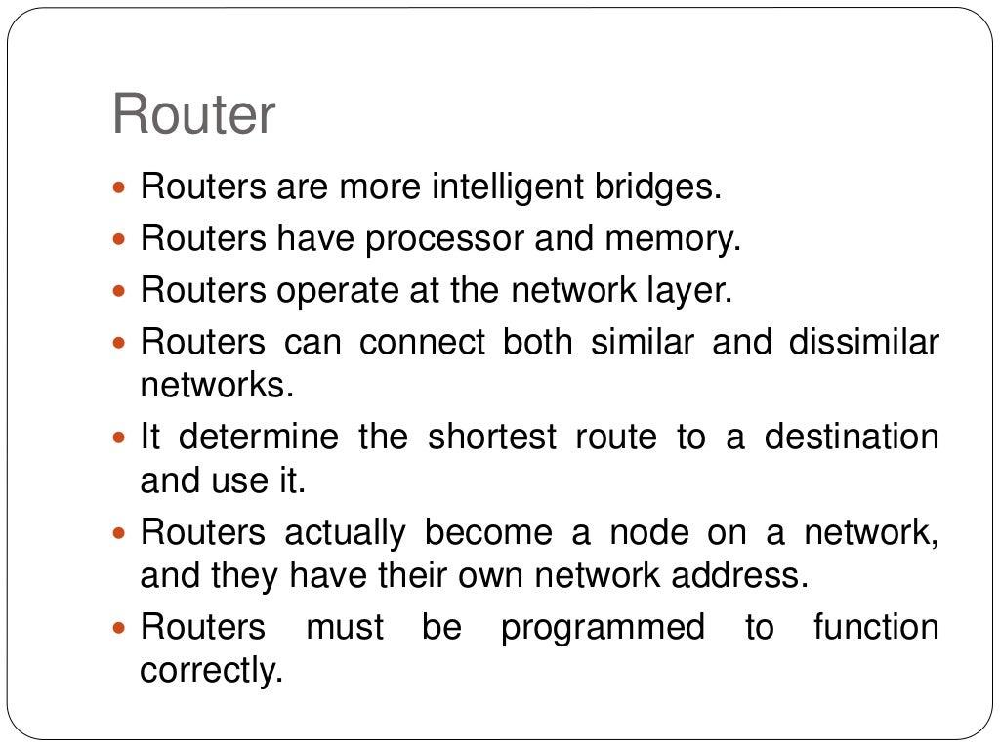 Router
Routers are more intelligent bridges.
Routers have processor and memory.
Routers operate at the network layer.
Routers can connect both similar and dissimilar
networks.
It determine the shortest route to a destination
and use it.
Routers actually become a node on a network,
and they have their own network address.
Routers must be programmed to function
correctly.